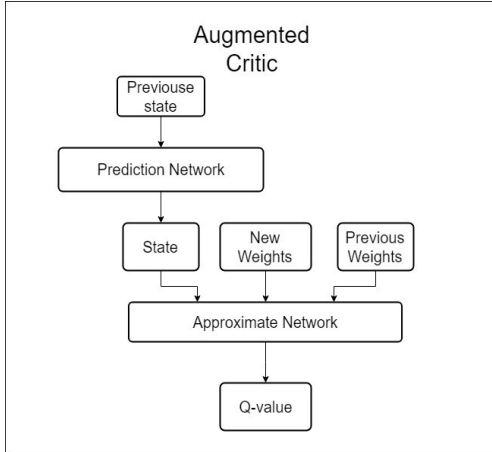 Augmented
Critic
Previouse
state
Prediction Network
State
New
Weights
Previous
Weights
Approximate Network
Q-value